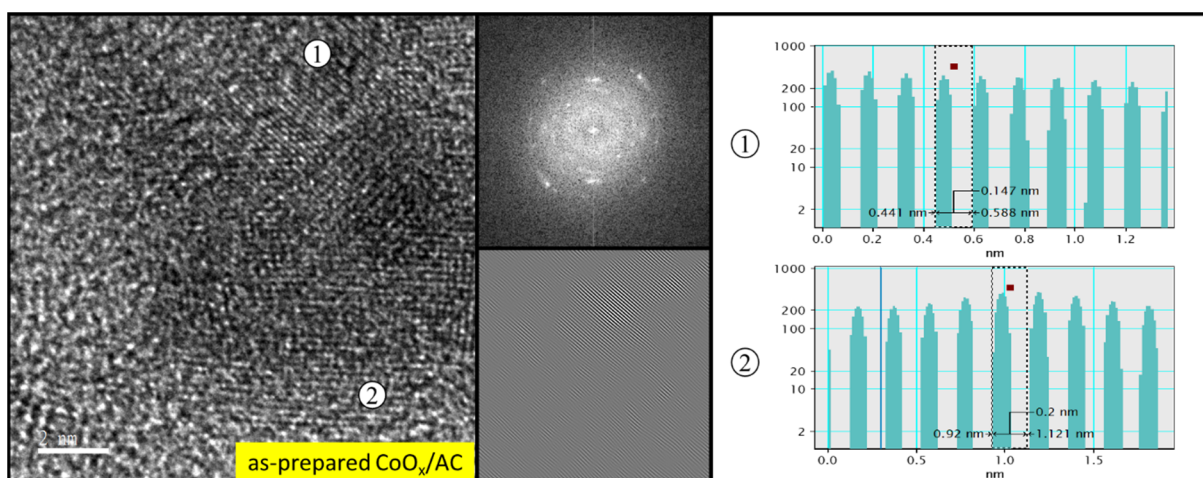 ①
②
2 nm
as-prepared CoOₓ/AC
①
1000
200
100
20
10
2
0.147 nm
0.441 nm
0.588 nm
0.0 0.2 0.4 0.6 0.8 1.0 1.2
nm
②
1000
200
100
20
10
2
0.2 nm
0.92 nm
1.121 nm
0.0 0.5 1.0 1.5
nm